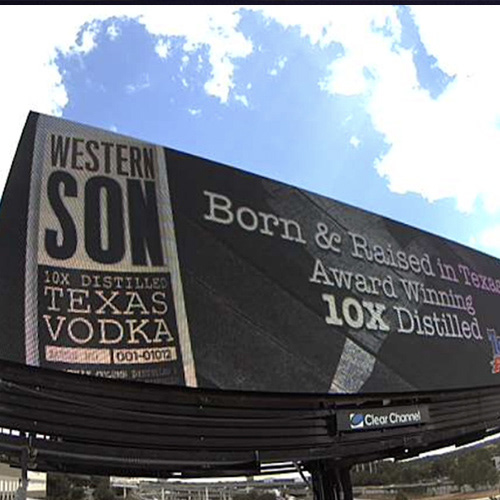 WESTERN
SON
10X DISTILLED
TEXAS
VODKA
001-01012
Born & Raised in Texas
Award Winning
10X Distilled
Clear Channel